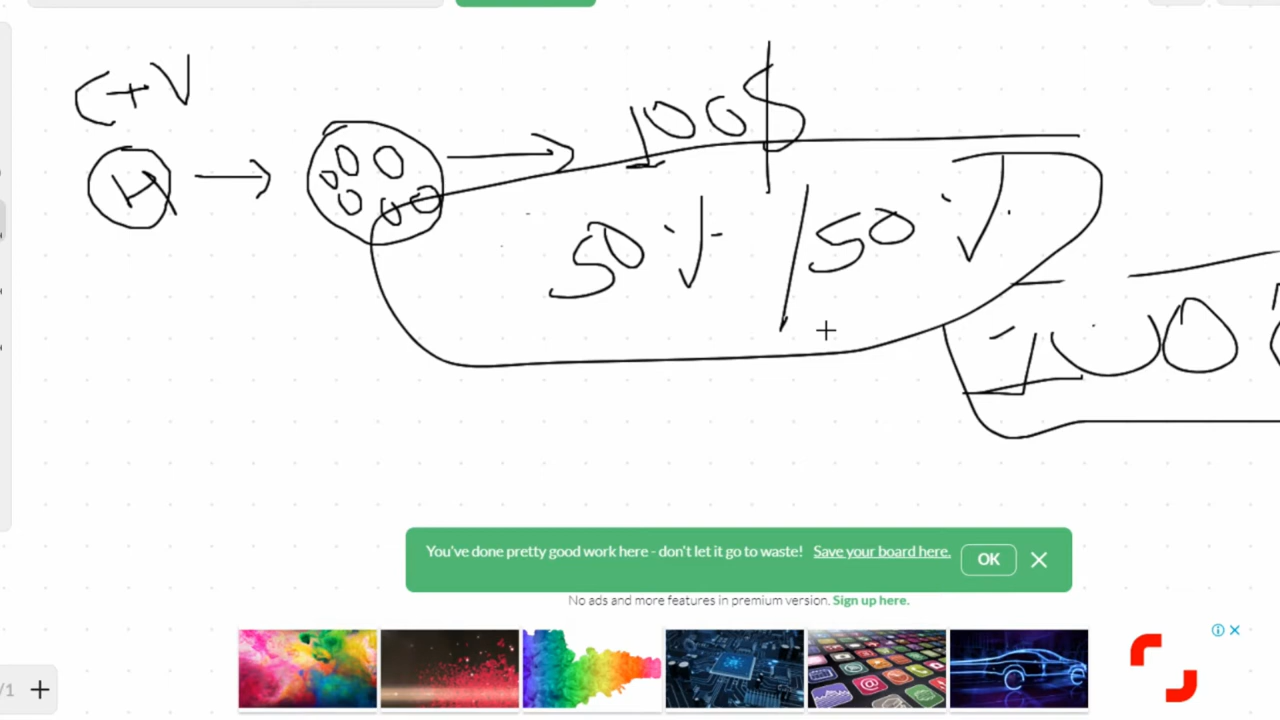 C+V
H
100$
50% / 50%
100
You've done pretty good work here - don't let it go to waste! Save your board here. OK
No ads and more features in premium version. Sign up here.
/1